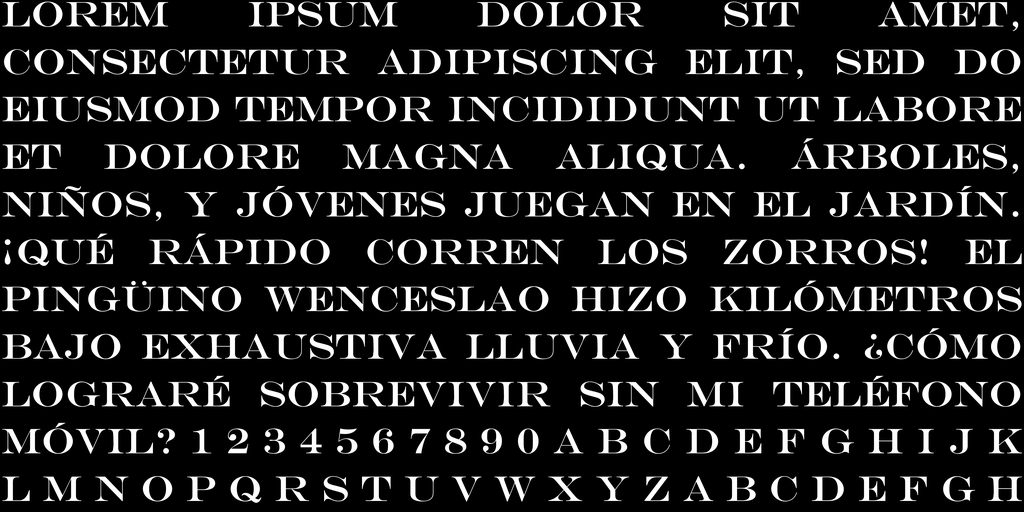 LOREM IPSUM DOLOR SIT AMET,
CONSECTETUR ADIPISCING ELIT, SED DO
EIUSMOD TEMPOR INCIDIDUNT UT LABORE
ET DOLORE MAGNA ALIQUA. ÁRBOLES,
NIÑOS, Y JÓVENES JUEGAN EN EL JARDÍN.
¡QUÉ RÁPIDO CORREN LOS ZORROS! EL
PINGÜINO WENCESLAO HIZO KILÓMETROS
BAJO EXHAUSTIVA LLUVIA Y FRÍO. ¿CÓMO
LOGRARÉ SOBREVIVIR SIN MI TELÉFONO
MÓVIL? 1 2 3 4 5 6 7 8 9 0 A B C D E F G H I J K
L M N O P Q R S T U V W X Y Z A B C D E F G H